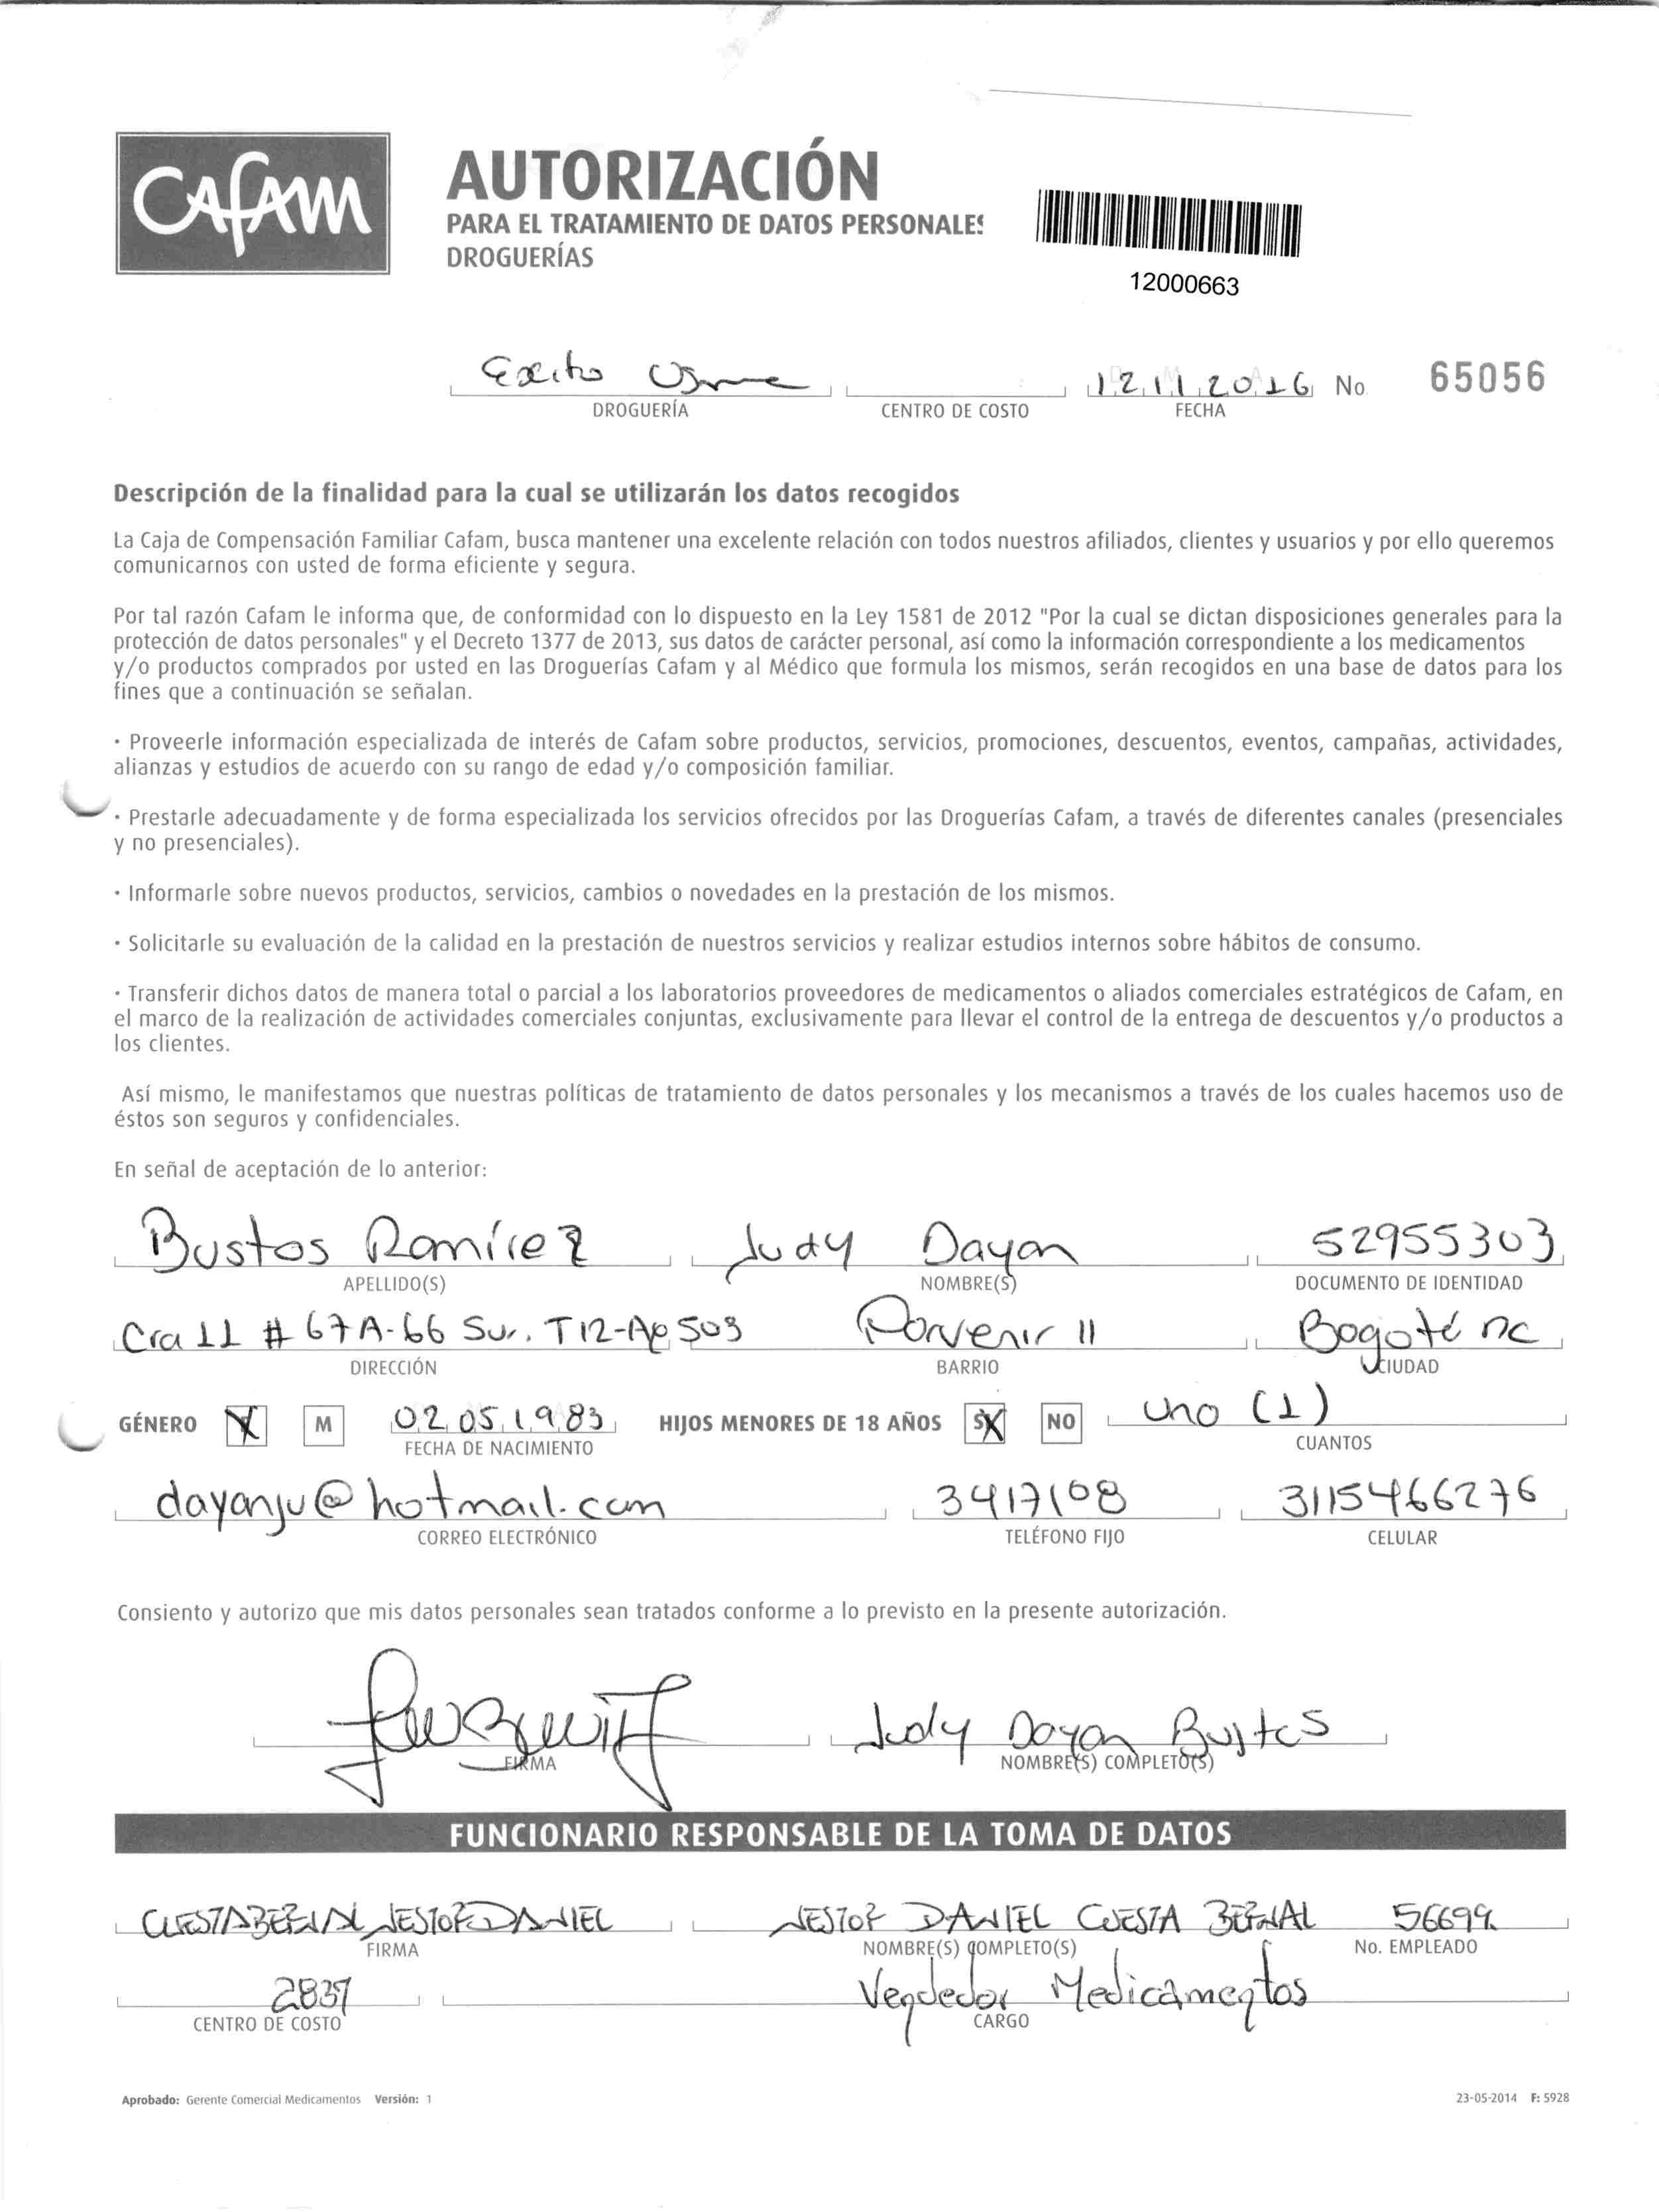 CAFAM
AUTORIZACIÓN
PARA EL TRATAMIENTO DE DATOS PERSONALES
DROGUERÍAS
12000663
Exito Usme 12 11 2016 No 65056
DROGUERÍA CENTRO DE COSTO FECHA
Descripción de la finalidad para la cual se utilizarán los datos recogidos
La Caja de Compensación Familiar Cafam, busca mantener una excelente relación con todos nuestros afiliados, clientes y usuarios y por ello queremos
comunicarnos con usted de forma eficiente y segura.
Por tal razón Cafam le informa que, de conformidad con lo dispuesto en la Ley 1581 de 2012 "Por la cual se dictan disposiciones generales para la
protección de datos personales" y el Decreto 1377 de 2013, sus datos de carácter personal, así como la información correspondiente a los medicamentos
y/o productos comprados por usted en las Droguerías Cafam y al Médico que formula los mismos, serán recogidos en una base de datos para los
fines que a continuación se señalan.
· Proveerle información especializada de interés de Cafam sobre productos, servicios, promociones, descuentos, eventos, campañas, actividades,
alianzas y estudios de acuerdo con su rango de edad y/o composición familiar.
· Prestarle adecuadamente y de forma especializada los servicios ofrecidos por las Droguerías Cafam, a través de diferentes canales (presenciales
y no presenciales).
· Informarle sobre nuevos productos, servicios, cambios o novedades en la prestación de los mismos.
· Solicitarle su evaluación de la calidad en la prestación de nuestros servicios y realizar estudios internos sobre hábitos de consumo.
· Transferir dichos datos de manera total o parcial a los laboratorios proveedores de medicamentos o aliados comerciales estratégicos de Cafam, en
el marco de la realización de actividades comerciales conjuntas, exclusivamente para llevar el control de la entrega de descuentos y/o productos a
los clientes.
Así mismo, le manifestamos que nuestras políticas de tratamiento de datos personales y los mecanismos a través de los cuales hacemos uso de
éstos son seguros y confidenciales.
En señal de aceptación de lo anterior:
Bustos Ramírez Judy Dayan 52955303
APELLIDO(S) NOMBRE(S) DOCUMENTO DE IDENTIDAD
Cra 11 # 67A-66 Sur. T12-Ap 503 Porvenir II Bogotá DC
DIRECCIÓN BARRIO CIUDAD
GÉNERO M 02 05 1983 HIJOS MENORES DE 18 AÑOS SI NO uno (1)
FECHA DE NACIMIENTO CUANTOS
dayanju@hotmail.com 3417108 3115466276
CORREO ELECTRÓNICO TELÉFONO FIJO CELULAR
Consiento y autorizo que mis datos personales sean tratados conforme a lo previsto en la presente autorización.
Judy Dayan Bustos
FIRMA NOMBRE(S) COMPLETO(S)
FUNCIONARIO RESPONSABLE DE LA TOMA DE DATOS
CUESTA BERNAL NESTOR DANIEL NESTOR DANIEL CUESTA BERNAL 56699
FIRMA NOMBRE(S) COMPLETO(S) No. EMPLEADO
2837 Vendedor Medicamentos
CENTRO DE COSTO CARGO
Aprobado: Gerente Comercial Medicamentos Versión: 1 23-05-2014 F: 5928